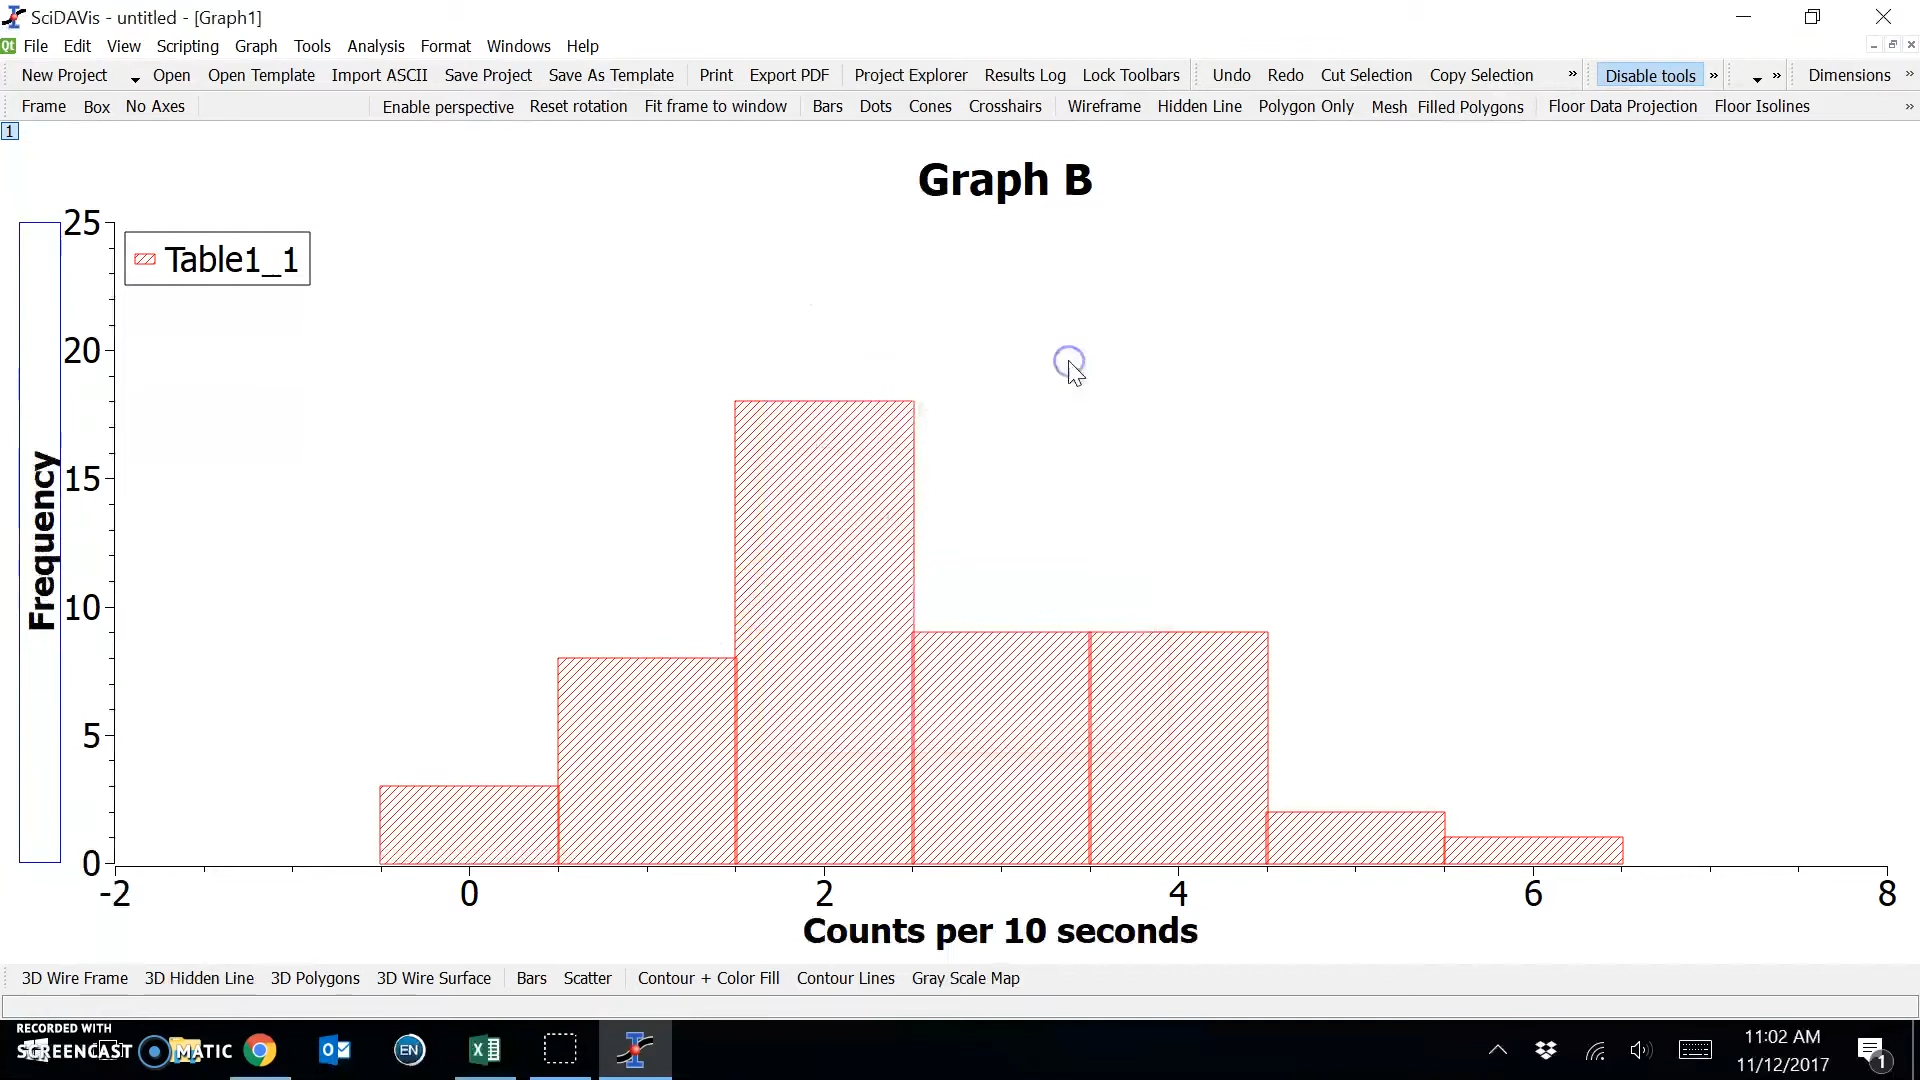 SciDAVis - untitled - [Graph1]
File Edit View Scripting Graph Tools Analysis Format Windows Help
New Project Open Open Template Import ASCII Save Project Save As Template Print Export PDF Project Explorer Results Log Lock Toolbars Undo Redo Cut Selection Copy Selection » Disable tools » » Dimensions »
Frame Box No Axes Enable perspective Reset rotation Fit frame to window Bars Dots Cones Crosshairs Wireframe Hidden Line Polygon Only Mesh Filled Polygons Floor Data Projection Floor Isolines »
1
Graph B
25
Table1_1
20
15
Frequency
10
5
0
-2 0 2 4 6 8
Counts per 10 seconds
3D Wire Frame 3D Hidden Line 3D Polygons 3D Wire Surface Bars Scatter Contour + Color Fill Contour Lines Gray Scale Map
RECORDED WITH
SCREENCAST MATIC
EN
11:02 AM
11/12/2017
1